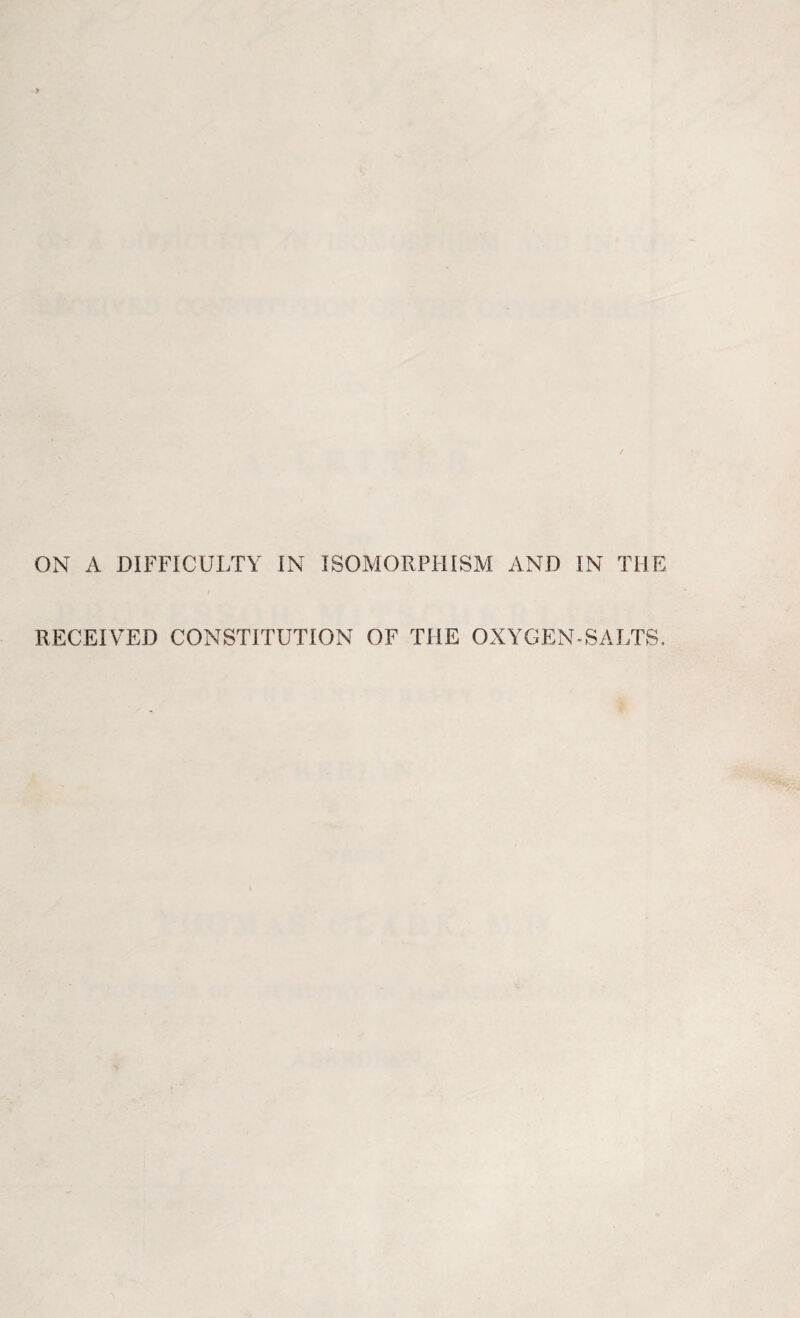 ON A DIFFICULTY IN ISOMORPHISM AND IN THE
RECEIVED CONSTITUTION OF THE OXYGEN-SALTS.